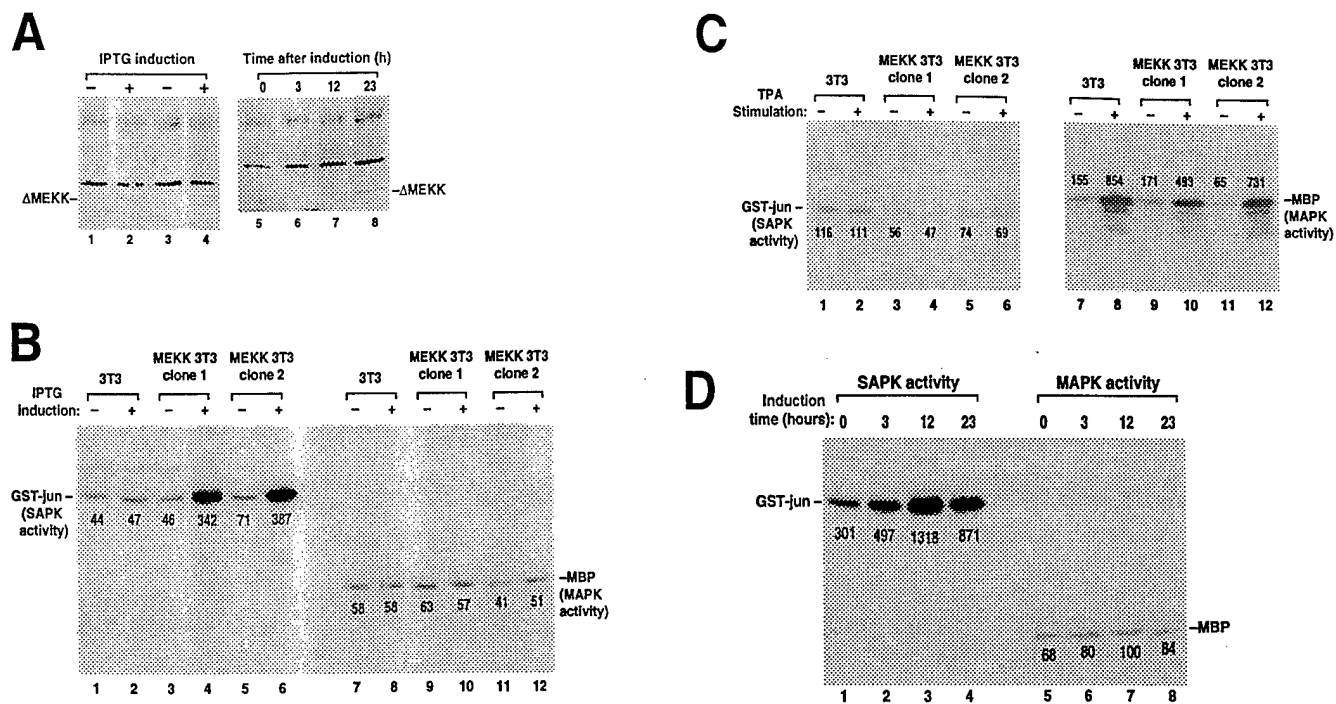 A
IPTG induction
– + – +
ΔMEKK–
1 2 3 4
Time after induction (h)
0 3 12 23
–ΔMEKK
5 6 7 8
B
IPTG
Induction:
3T3
MEKK 3T3
clone 1
MEKK 3T3
clone 2
– + – + – +
3T3
MEKK 3T3
clone 1
MEKK 3T3
clone 2
– + – + – +
GST-jun –
(SAPK
activity)
44 47 46 342 71 387
–MBP
(MAPK
activity)
58 58 63 57 41 51
1 2 3 4 5 6 7 8 9 10 11 12
C
TPA
Stimulation:
3T3
MEKK 3T3
clone 1
MEKK 3T3
clone 2
– + – + – +
3T3
MEKK 3T3
clone 1
MEKK 3T3
clone 2
– + – + – +
GST-jun –
(SAPK
activity)
116 111 56 47 74 69
155 854 171 493 65 731
–MBP
(MAPK
activity)
1 2 3 4 5 6
7 8 9 10 11 12
D
SAPK activity
MAPK activity
Induction
time (hours): 0 3 12 23 0 3 12 23
GST-jun –
301 497 1318 871
–MBP
68 80 100 84
1 2 3 4 5 6 7 8